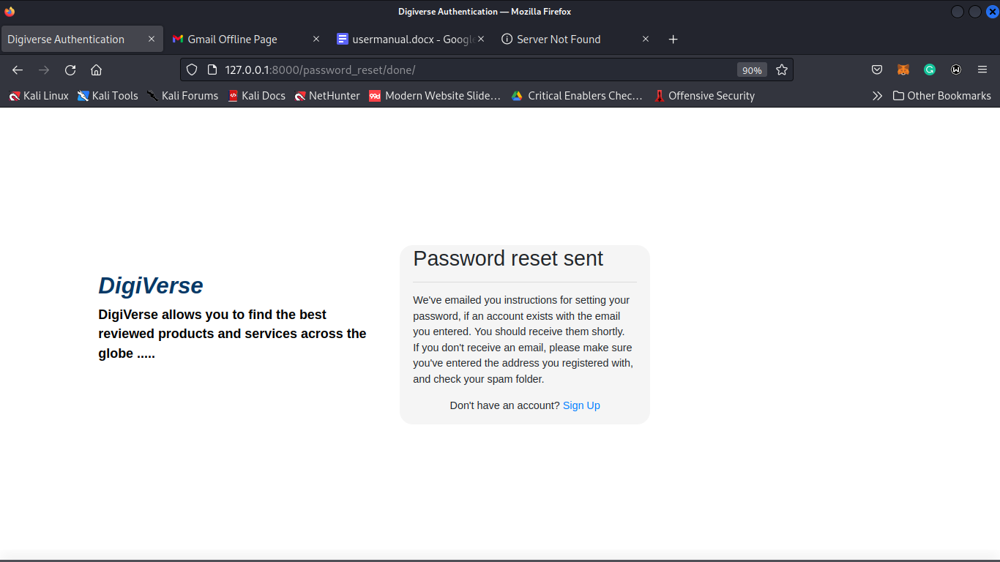 Digiverse Authentication — Mozilla Firefox
Digiverse Authentication
Gmail Offline Page
usermanual.docx - Google
Server Not Found
127.0.0.1:8000/password_reset/done/
90%
Kali Linux
Kali Tools
Kali Forums
Kali Docs
NetHunter
99d
Modern Website Slide…
Critical Enablers Chec…
Offensive Security
Other Bookmarks
DigiVerse
DigiVerse allows you to find the best
reviewed products and services across the
globe .....
Password reset sent
We've emailed you instructions for setting your
password, if an account exists with the email
you entered. You should receive them shortly.
If you don't receive an email, please make sure
you've entered the address you registered with,
and check your spam folder.
Don't have an account? Sign Up